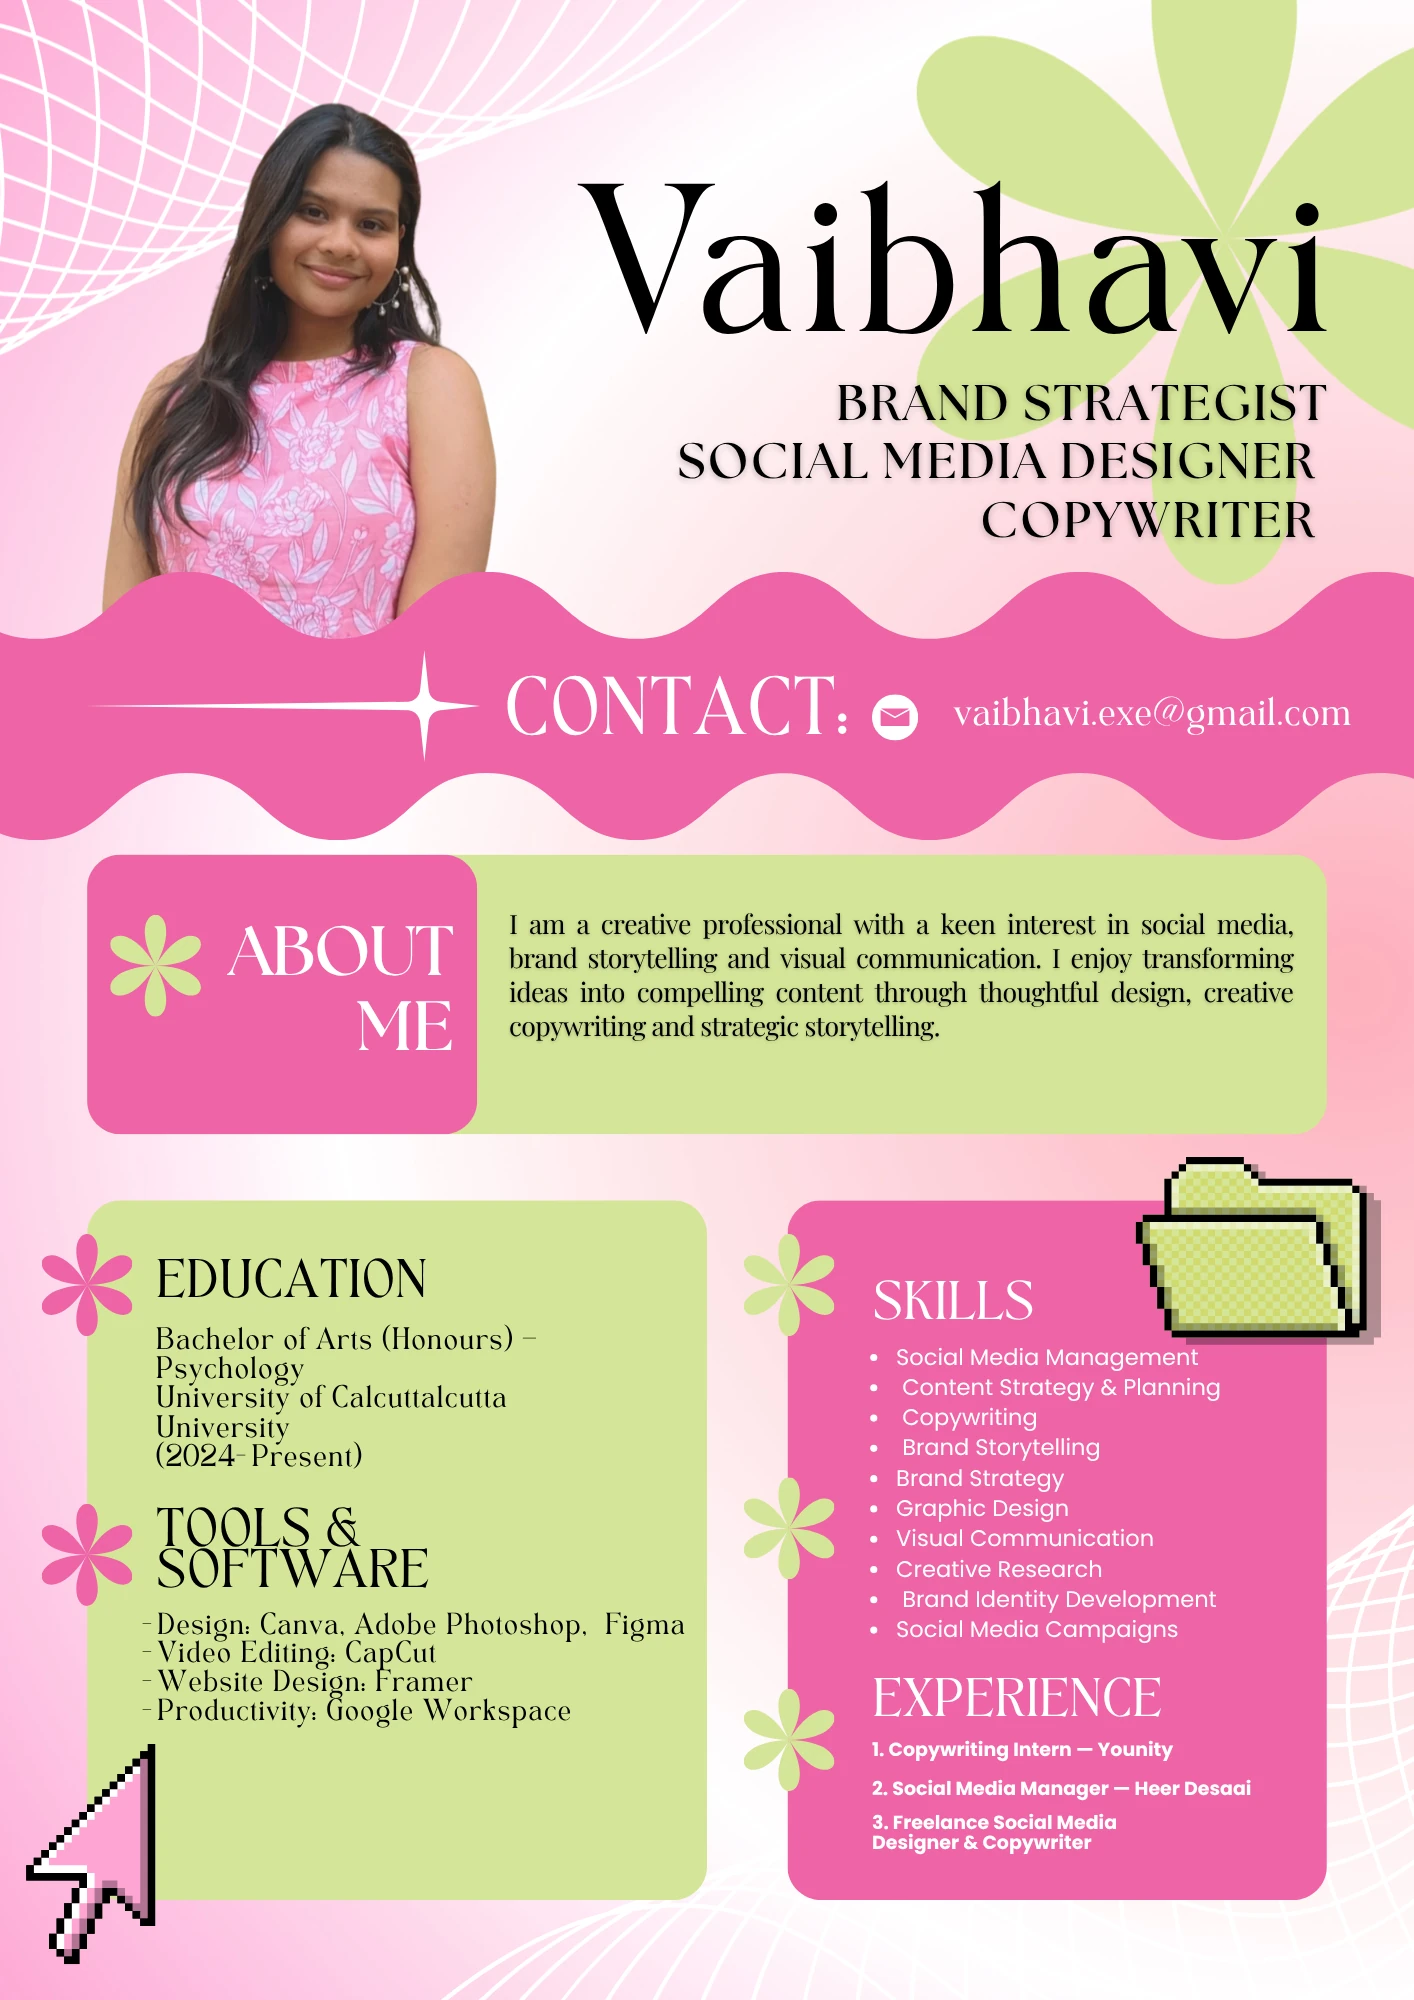 Vaibhavi
BRAND STRATEGIST
SOCIAL MEDIA DESIGNER
COPYWRITER
CONTACT:
vaibhavi.exe@gmail.com
ABOUT
ME
I am a creative professional with a keen interest in social media,
brand storytelling and visual communication. I enjoy transforming
ideas into compelling content through thoughtful design, creative
copywriting and strategic storytelling.
EDUCATION
Bachelor of Arts (Honours) –
Psychology
University of Calcuttalcutta
University
(2024-Present)
TOOLS &
SOFTWARE
-Design: Canva, Adobe Photoshop, Figma
-Video Editing: CapCut
-Website Design: Framer
-Productivity: Google Workspace
SKILLS
• Social Media Management
• Content Strategy & Planning
• Copywriting
• Brand Storytelling
• Brand Strategy
• Graphic Design
• Visual Communication
• Creative Research
• Brand Identity Development
• Social Media Campaigns
EXPERIENCE
1. Copywriting Intern — Younity
2. Social Media Manager — Heer Desaai
3. Freelance Social Media
Designer & Copywriter